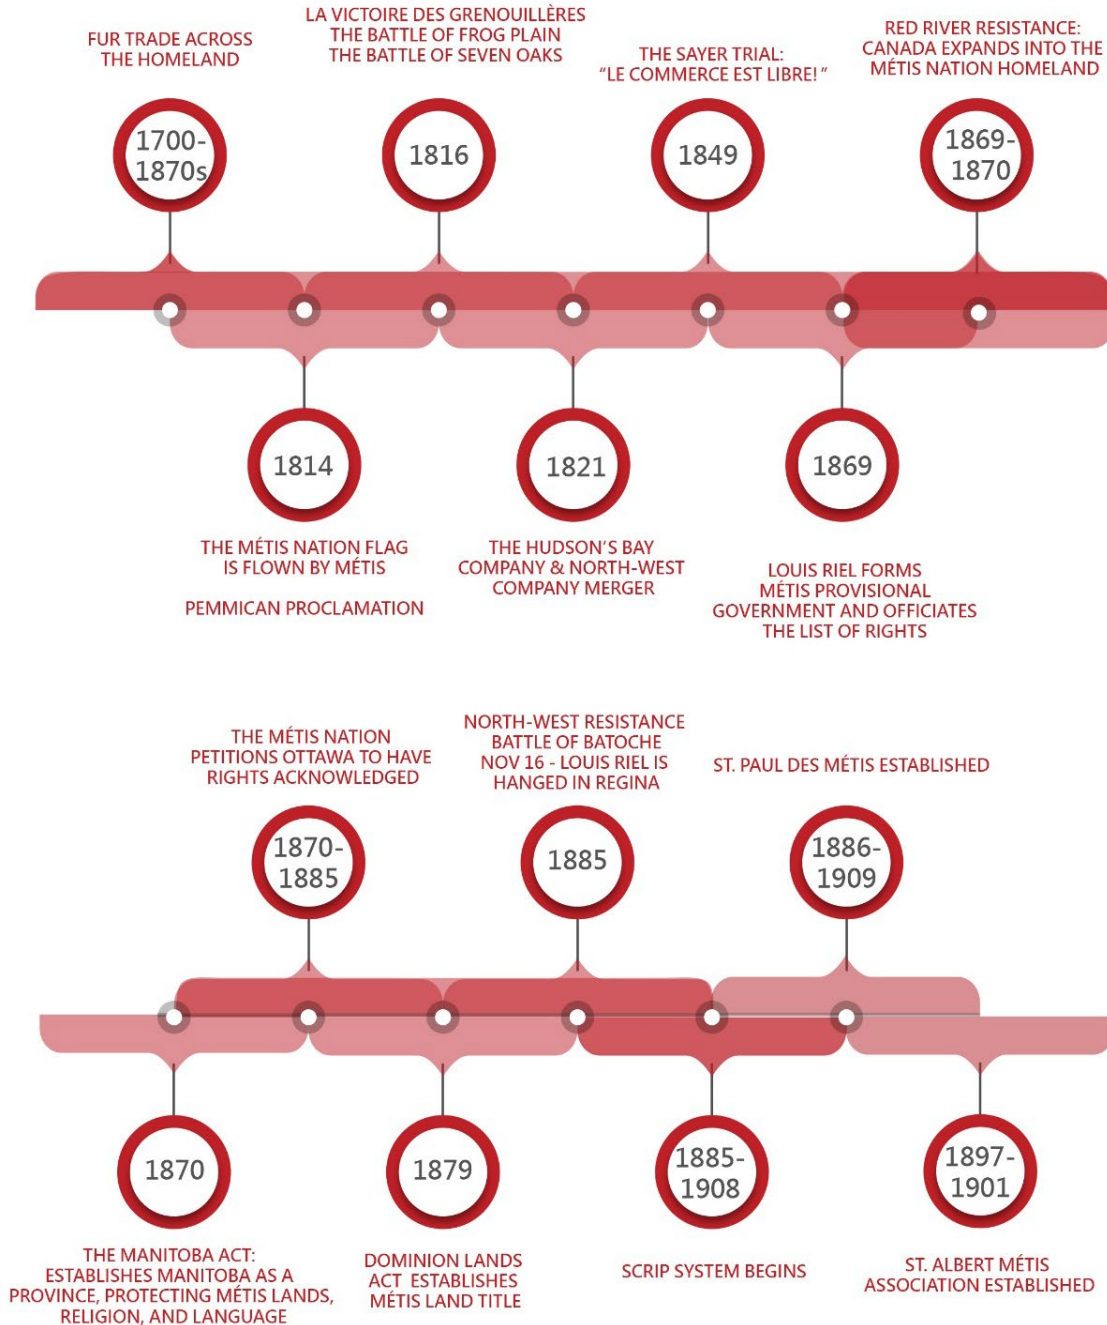 FUR TRADE ACROSS
THE HOMELAND
1700-
1870s
1814
THE MÉTIS NATION FLAG
IS FLOWN BY MÉTIS
PEMMICAN PROCLAMATION
LA VICTOIRE DES GRENOUILLÈRES
THE BATTLE OF FROG PLAIN
THE BATTLE OF SEVEN OAKS
1816
1821
THE HUDSON'S BAY
COMPANY & NORTH-WEST
COMPANY MERGER
THE SAYER TRIAL:
"LE COMMERCE EST LIBRE!"
1849
1869
LOUIS RIEL FORMS
MÉTIS PROVISIONAL
GOVERNMENT AND OFFICIATES
THE LIST OF RIGHTS
RED RIVER RESISTANCE:
CANADA EXPANDS INTO THE
MÉTIS NATION HOMELAND
1869-
1870
1870
THE MANITOBA ACT:
ESTABLISHES MANITOBA AS A
PROVINCE, PROTECTING MÉTIS LANDS,
RELIGION, AND LANGUAGE
THE MÉTIS NATION
PETITIONS OTTAWA TO HAVE
RIGHTS ACKNOWLEDGED
1870-
1885
1879
DOMINION LANDS
ACT ESTABLISHES
MÉTIS LAND TITLE
NORTH-WEST RESISTANCE
BATTLE OF BATOCHE
NOV 16 - LOUIS RIEL IS
HANGED IN REGINA
1885
1885-
1908
SCRIP SYSTEM BEGINS
ST. PAUL DES MÉTIS ESTABLISHED
1886-
1909
1897-
1901
ST. ALBERT MÉTIS
ASSOCIATION ESTABLISHED